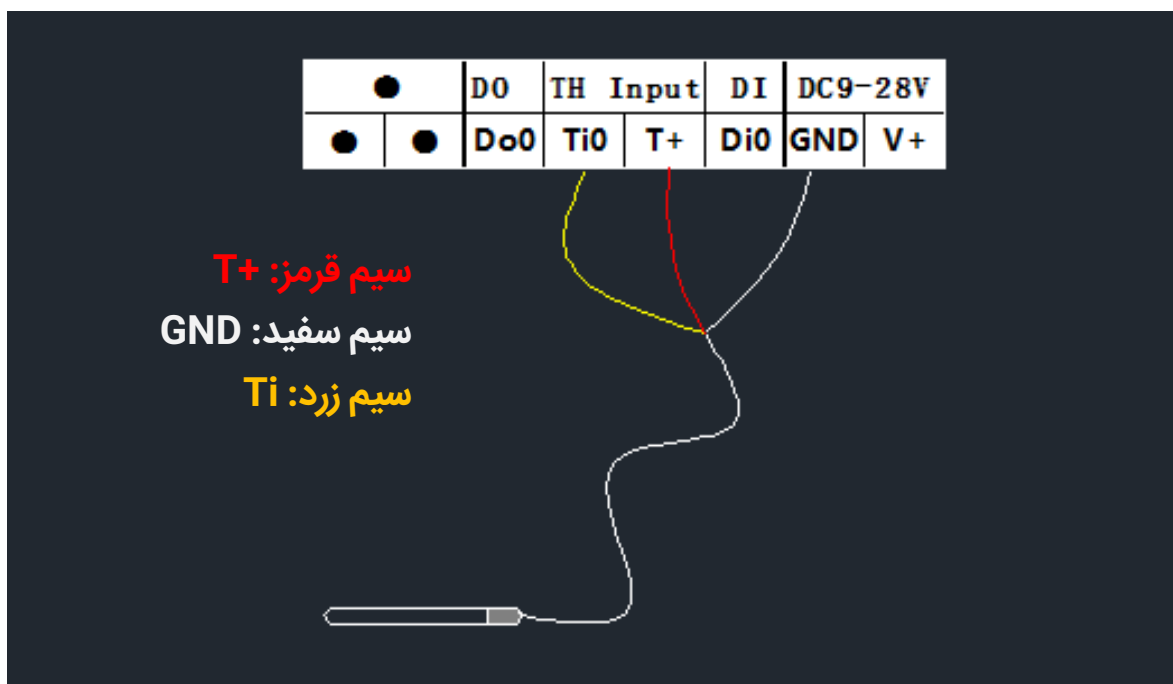 DO TH Input DI DC9-28V
Do0 Ti0 T+ Di0 GND V+
سیم قرمز: T+
سیم سفید: GND
سیم زرد: Ti